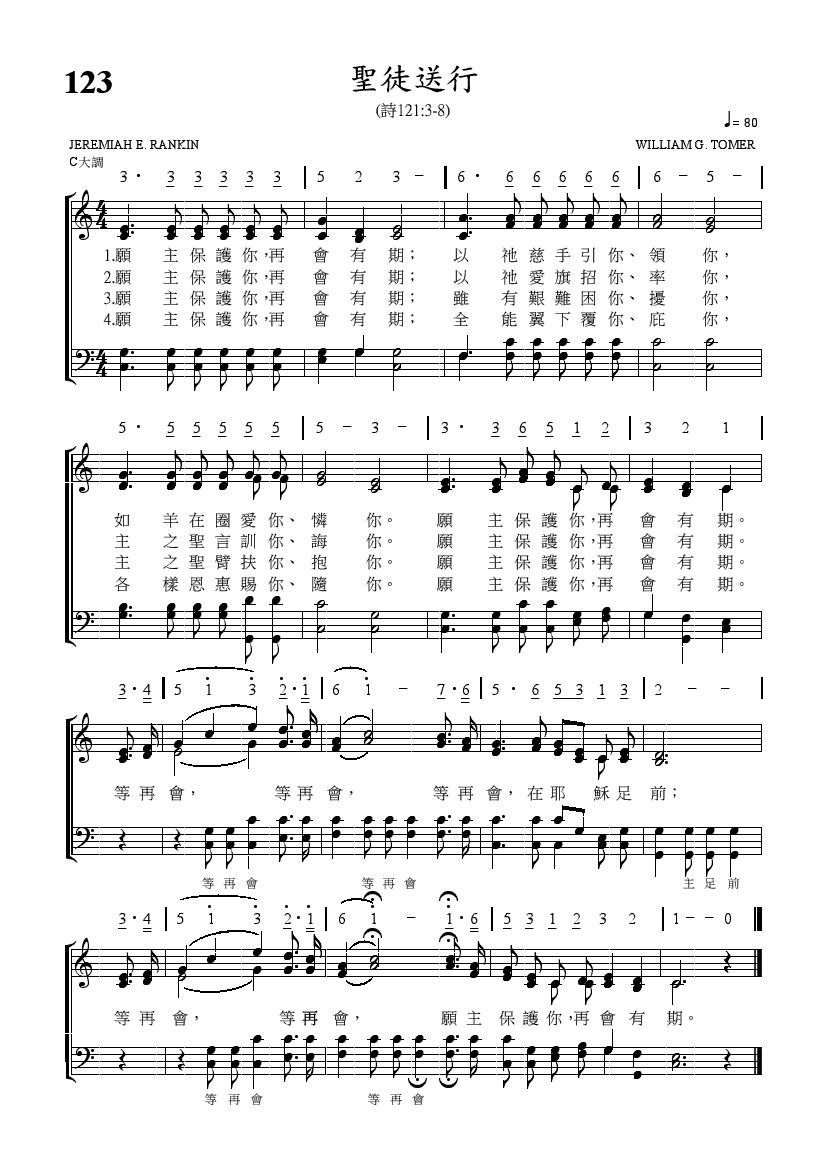 123
聖徒送行
(詩121:3-8)
♩= 80
JEREMIAH E. RANKIN
WILLIAM G. TOMER
C大調
3 · 3 3 3 3 3 | 5 2 3 – | 6 · 6 6 6 6 6 | 6 – 5 – |
1.願 主保護你,再 會有期; 以 祂慈手引你、領 你,
2.願 主保護你,再 會有期; 以 祂愛旗招你、率 你,
3.願 主保護你,再 會有期; 雖 有艱難困你、擾 你,
4.願 主保護你,再 會有期; 全 能翼下覆你、庇 你,
5 · 5 5 5 5 5 | 5 – 3 – | 3 · 3 6 5 1 2 | 3 2 1 |
如 羊在圈愛你、憐 你。 願 主保護你,再 會有期。
主 之聖言訓你、誨 你。 願 主保護你,再 會有期。
主 之聖臂扶你、抱 你。 願 主保護你,再 會有期。
各 樣恩惠賜你、隨 你。 願 主保護你,再 會有期。
3 · 4 | 5 1 3 2 · 1 | 6 1 – 7 · 6 | 5 · 6 5 3 1 3 | 2 – – |
等再會, 等再會, 等再會,在耶 穌足前;
等再會 等再會 主足前
3 · 4 | 5 1 3 2 · 1 | 6 1 – 1 · 6 | 5 3 1 2 3 2 | 1 – – 0
等再會, 等再會, 願主 保護你,再會有 期。
等再會 等再會